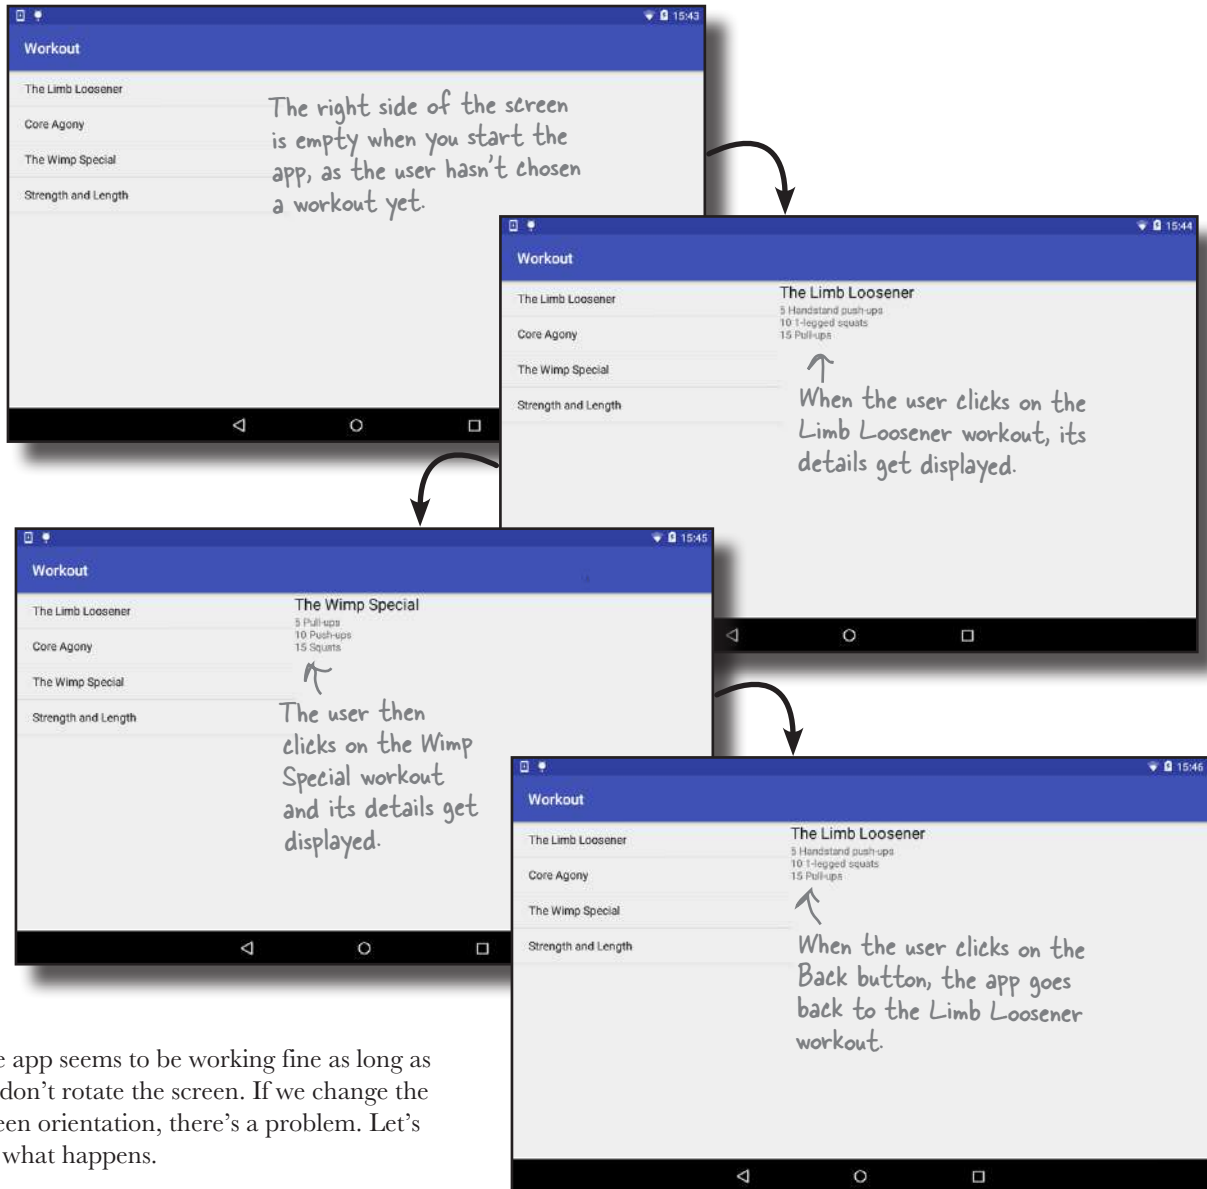 15:43
Workout
The Limb Loosener
Core Agony
The Wimp Special
Strength and Length
The right side of the screen
is empty when you start the
app, as the user hasn't chosen
a workout yet.
15:44
Workout
The Limb Loosener
Core Agony
The Wimp Special
Strength and Length
The Limb Loosener
5 Handstand push-ups
10 1-legged squats
15 Pull-ups
When the user clicks on the
Limb Loosener workout, its
details get displayed.
15:45
Workout
The Limb Loosener
Core Agony
The Wimp Special
Strength and Length
The Wimp Special
5 Pull-ups
10 Push-ups
15 Squats
The user then
clicks on the Wimp
Special workout
and its details get
displayed.
15:46
Workout
The Limb Loosener
Core Agony
The Wimp Special
Strength and Length
The Limb Loosener
5 Handstand push-ups
10 1-legged squats
15 Pull-ups
When the user clicks on the
Back button, the app goes
back to the Limb Loosener
workout.
e app seems to be working fine as long as
don't rotate the screen. If we change the
een orientation, there's a problem. Let's
what happens.